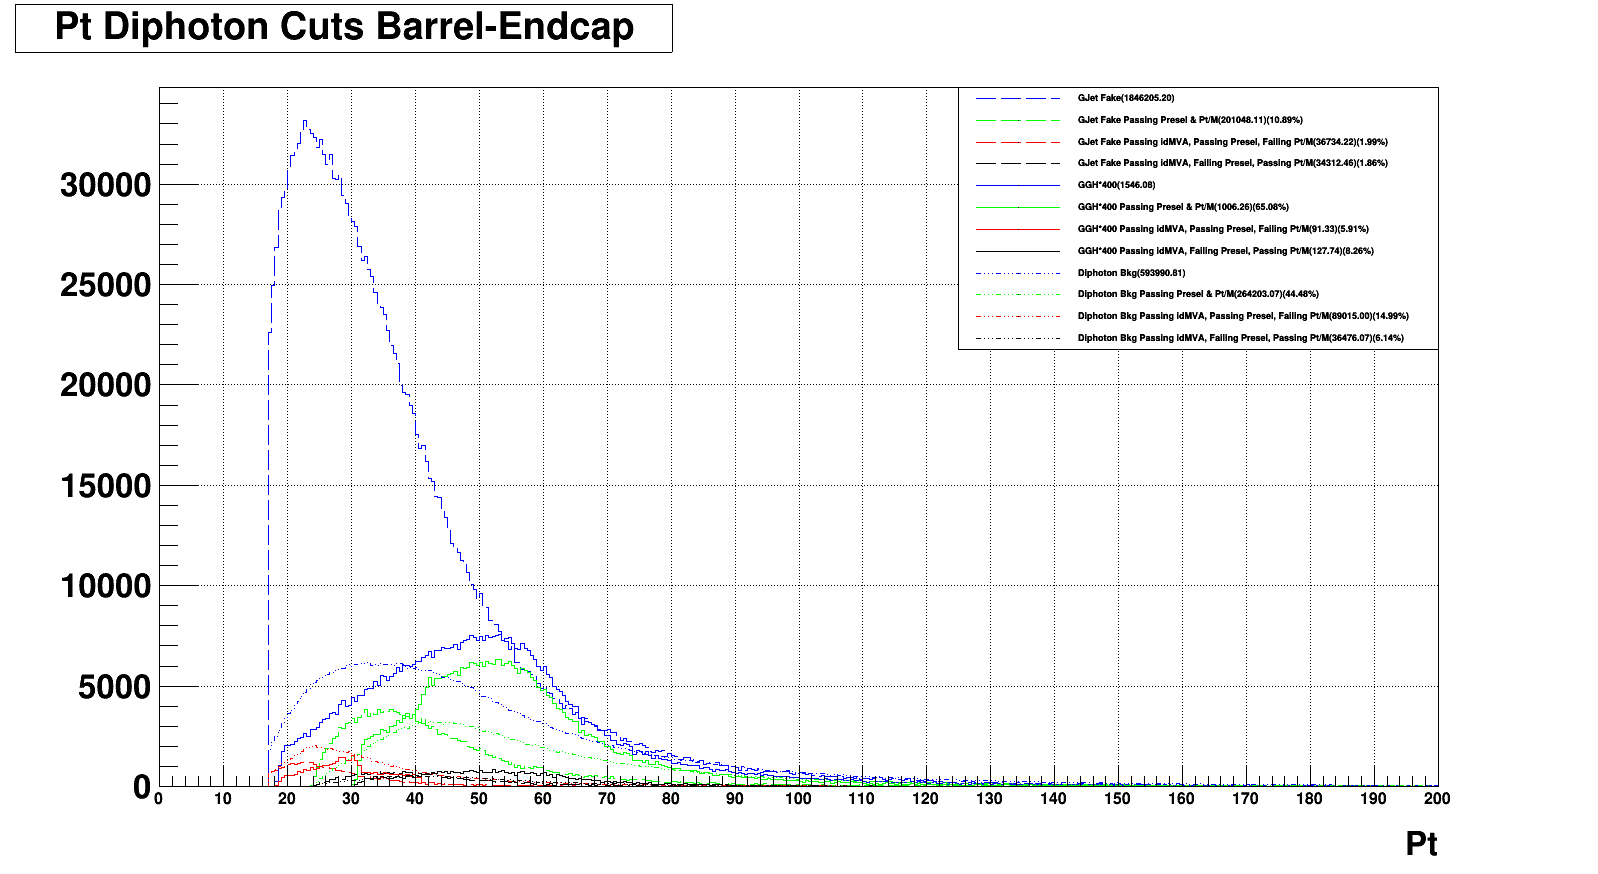 Pt Diphoton Cuts Barrel-Endcap
GJet Fake(1846205.20)
GJet Fake Passing Presel & Pt/M(201048.11)(10.89%)
GJet Fake Passing idMVA, Passing Presel, Failing Pt/M(36734.22)(1.99%)
GJet Fake Passing idMVA, Failing Presel, Passing Pt/M(34312.46)(1.86%)
GGH*400(1546.08)
GGH*400 Passing Presel & Pt/M(1006.26)(65.08%)
GGH*400 Passing idMVA, Passing Presel, Failing Pt/M(91.33)(5.91%)
GGH*400 Passing idMVA, Failing Presel, Passing Pt/M(127.74)(8.26%)
Diphoton Bkg(593990.81)
Diphoton Bkg Passing Presel & Pt/M(264203.07)(44.48%)
Diphoton Bkg Passing idMVA, Passing Presel, Failing Pt/M(89015.00)(14.99%)
Diphoton Bkg Passing idMVA, Failing Presel, Passing Pt/M(36476.07)(6.14%)
30000
25000
20000
15000
10000
5000
0
0 10 20 30 40 50 60 70 80 90 100 110 120 130 140 150 160 170 180 190 200
Pt